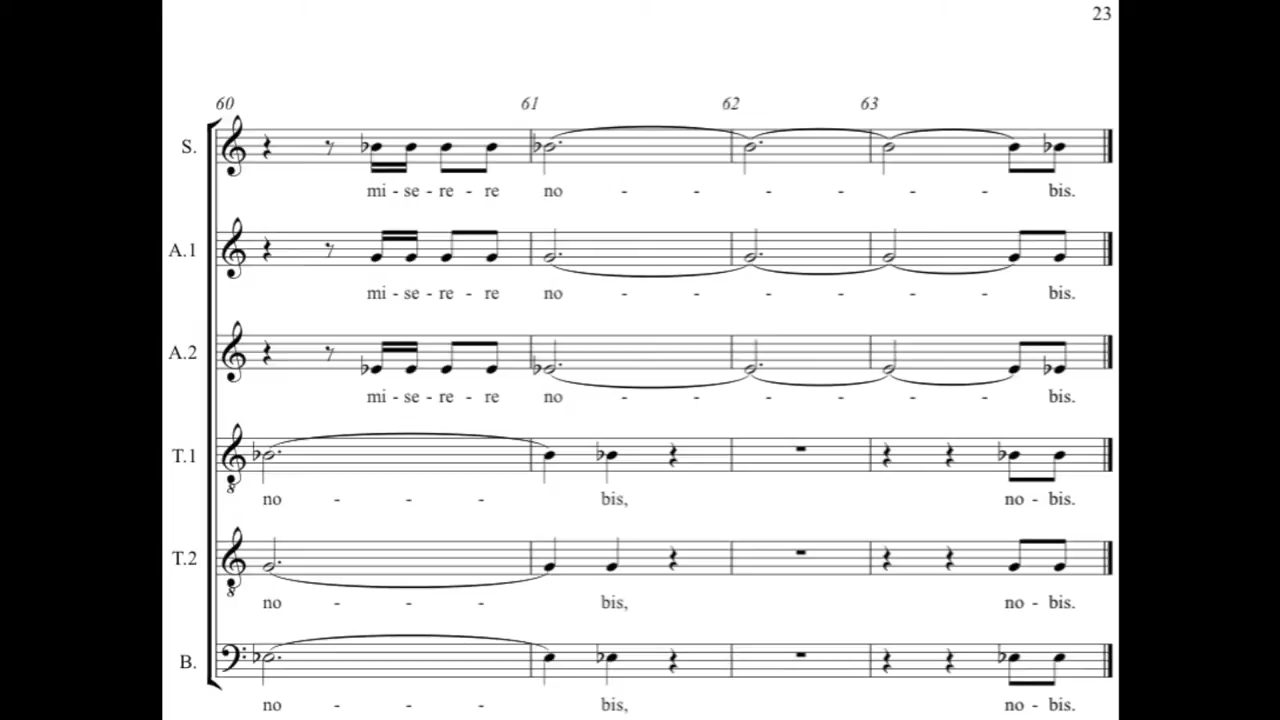 23
60 61 62 63
S.
mi - se - re - re no - - - - - - bis.
A.1
mi - se - re - re no - - - - - - bis.
A.2
mi - se - re - re no - - - - - - bis.
T.1
8
no - - - bis, no - bis.
T.2
8
no - - - bis, no - bis.
B.
no - - - bis, no - bis.